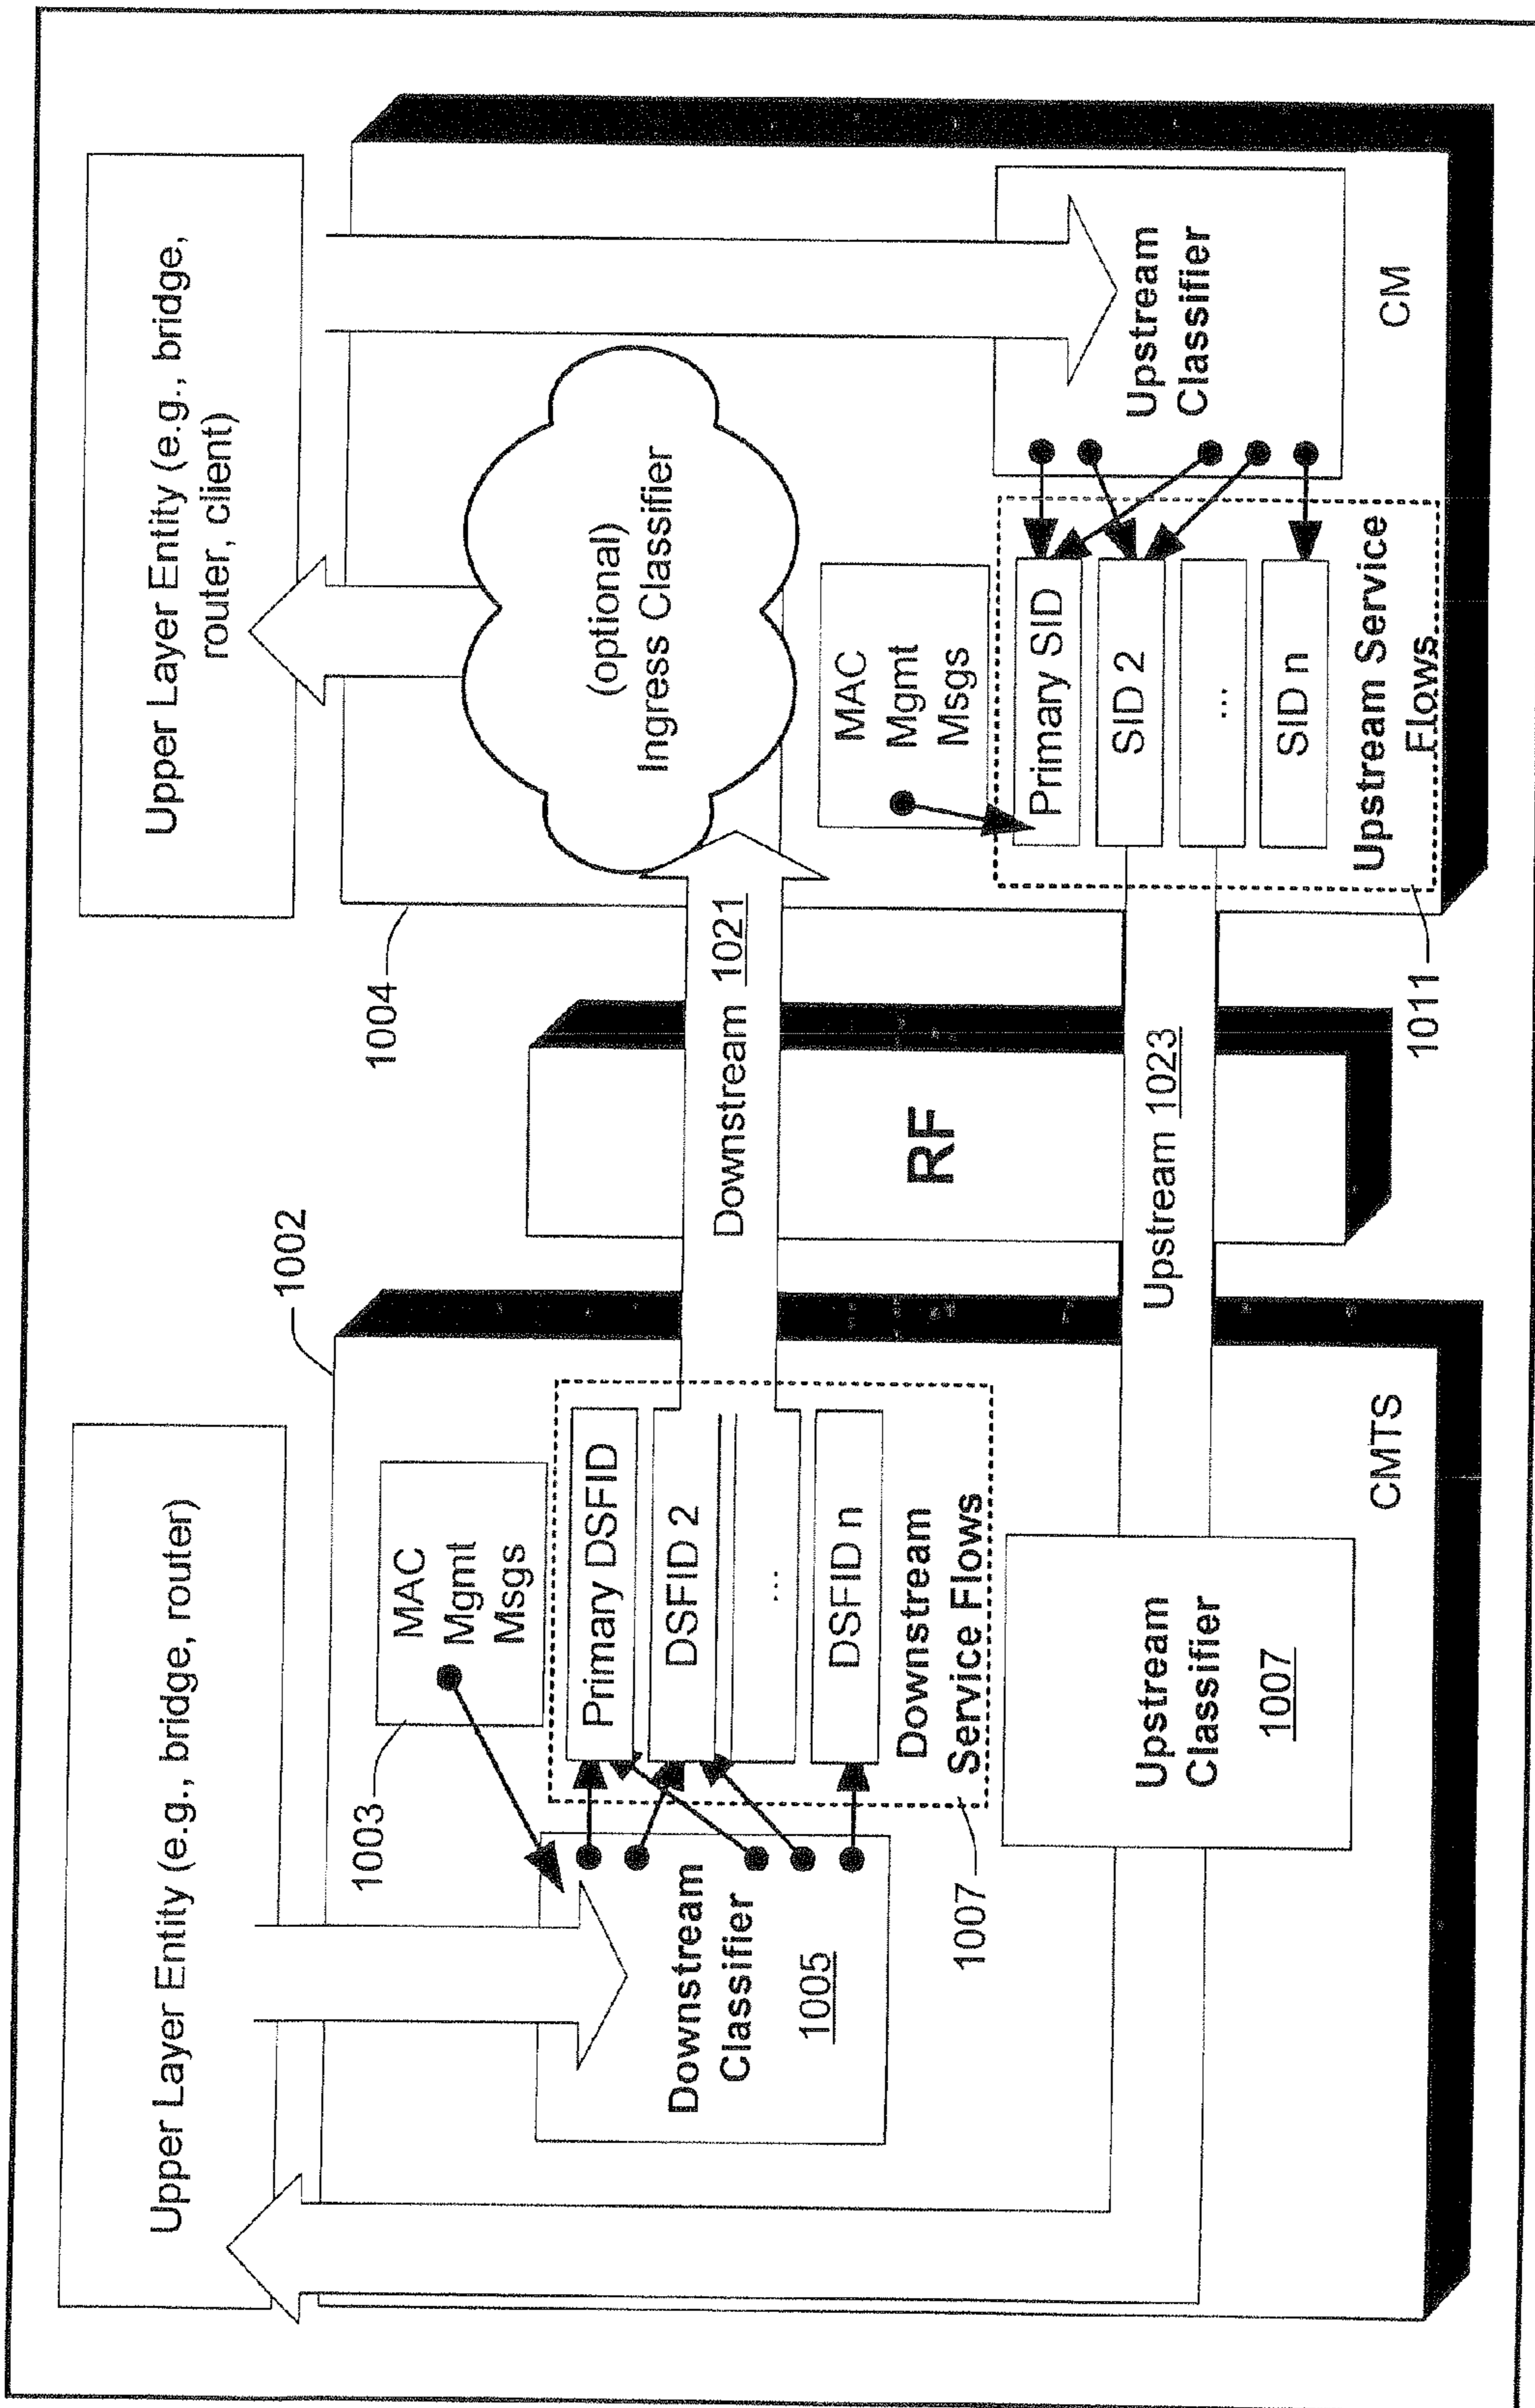 Upper Layer Entity (e.g., bridge, router)
1002
1003
MAC
Mgmt
Msgs
Downstream
Classifier
1005
Primary DSFID
DSFID 2
...
DSFID n
Downstream
Service Flows
1007
Upstream
Classifier
1007
CMTS
Downstream 1021
RF
Upstream 1023
Upper Layer Entity (e.g., bridge,
router, client)
1004
(optional)
Ingress Classifier
MAC
Mgmt
Msgs
Primary SID
SID 2
...
SID n
Upstream Service
Flows
1011
Upstream
Classifier
CM